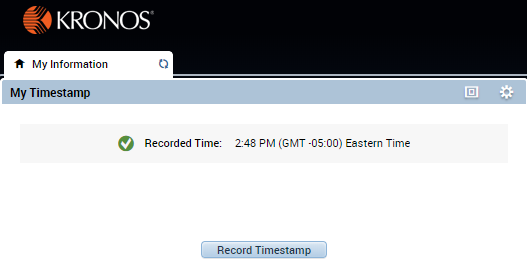 KRONOS®
My Information
My Timestamp
Recorded Time: 2:48 PM (GMT -05:00) Eastern Time
Record Timestamp